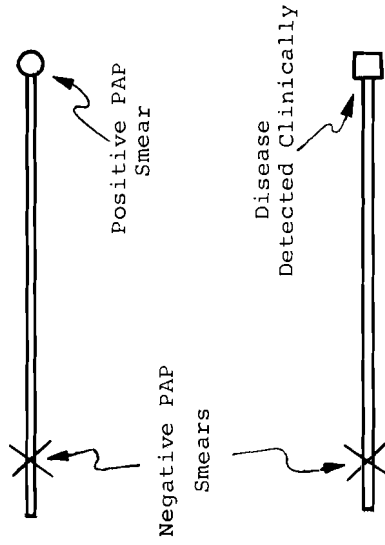 Positive PAP
Smear
Negative PAP
Smears
Disease
Detected Clinically